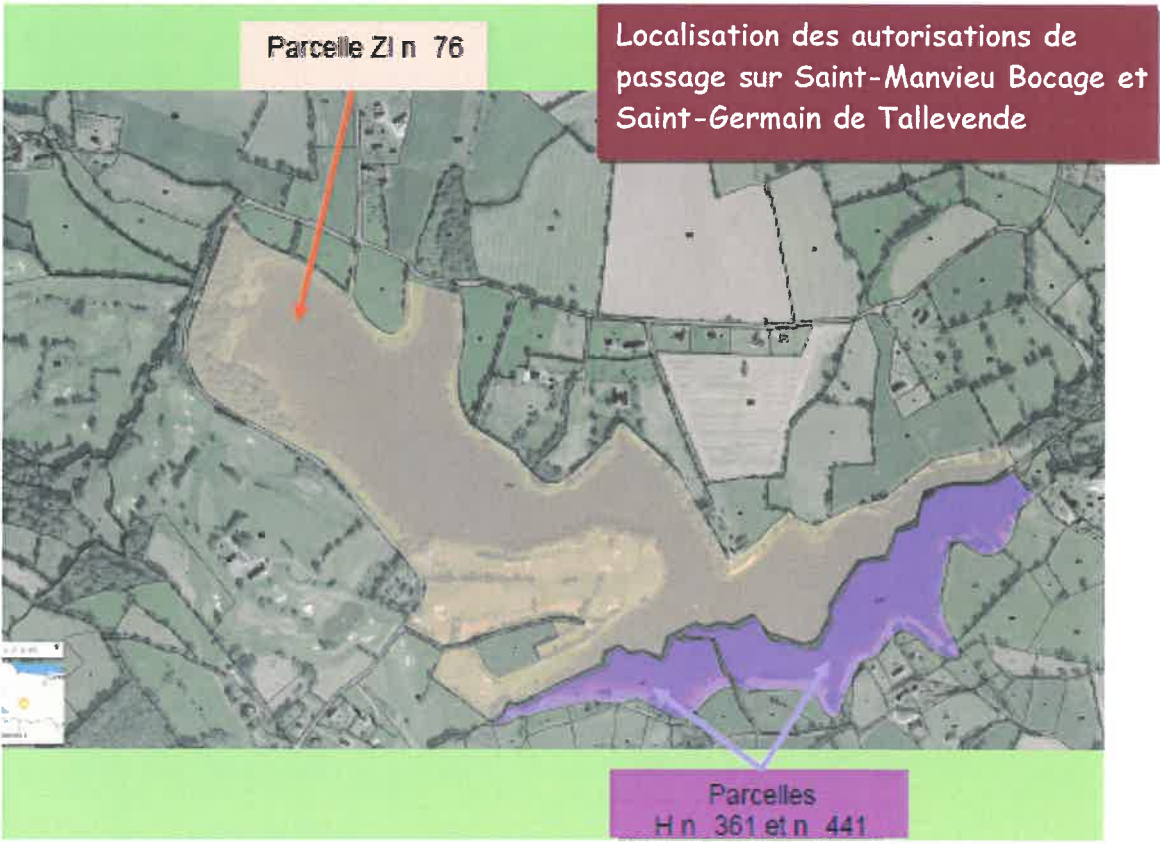 Parcelle ZI n 76
Localisation des autorisations de
passage sur Saint-Manvieu Bocage et
Saint-Germain de Tallevende
Parcelles
H n 361 et n 441